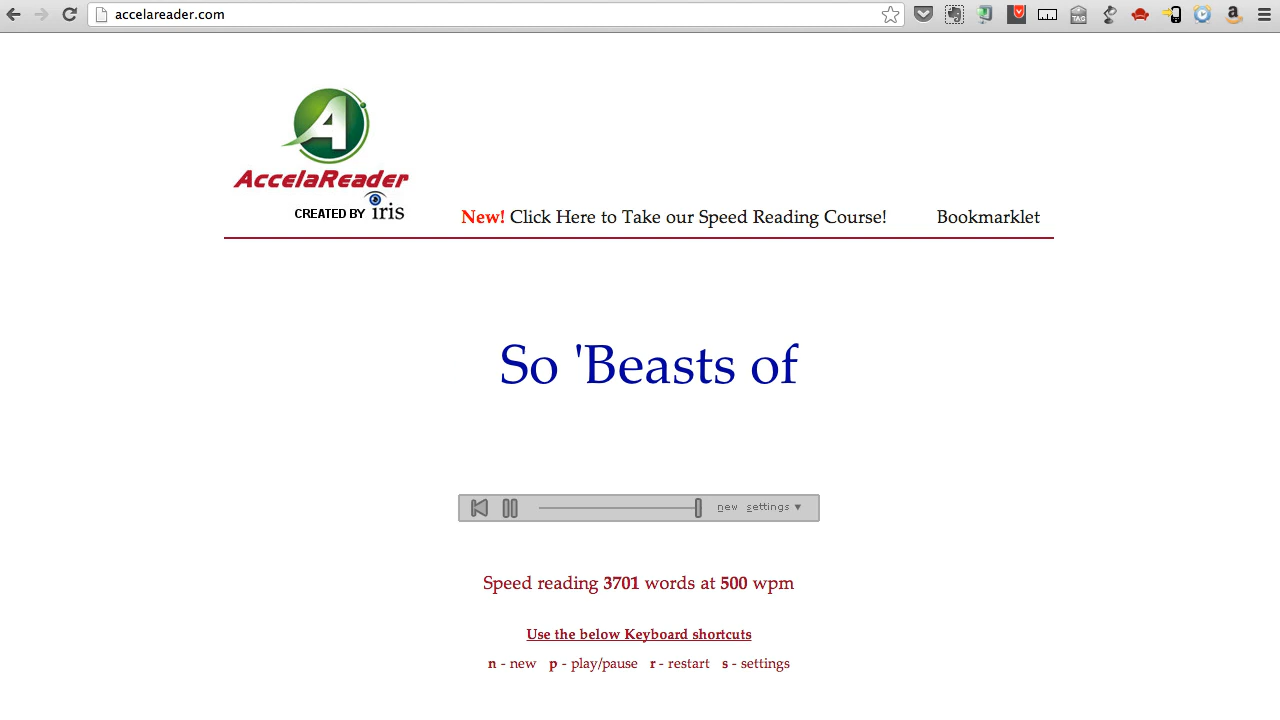 accelareader.com
TAG
A
AccelaReader
CREATED BY iris
New! Click Here to Take our Speed Reading Course!
Bookmarklet
So 'Beasts of
new settings ▼
Speed reading 3701 words at 500 wpm
Use the below Keyboard shortcuts
n - new p - play/pause r - restart s - settings